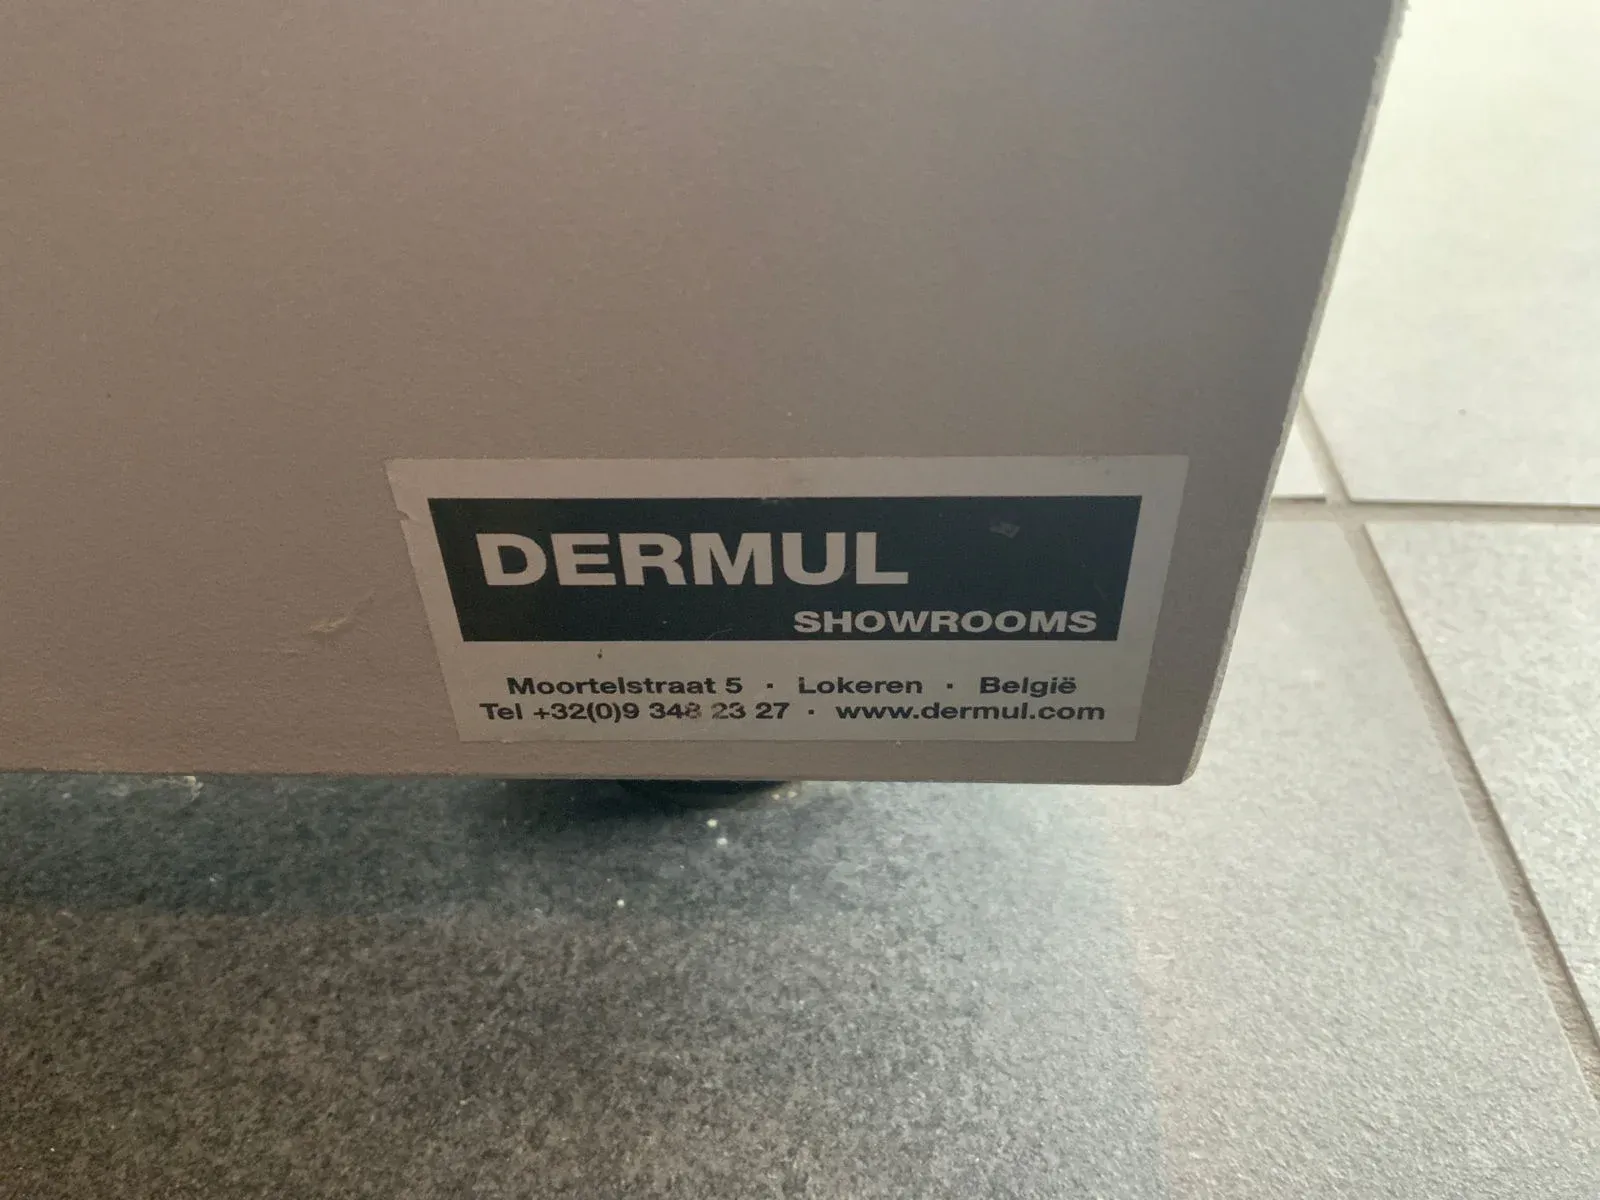 DERMUL
SHOWROOMS
Moortelstraat 5 · Lokeren · België
Tel +32(0)9 348 23 27 · www.dermul.com